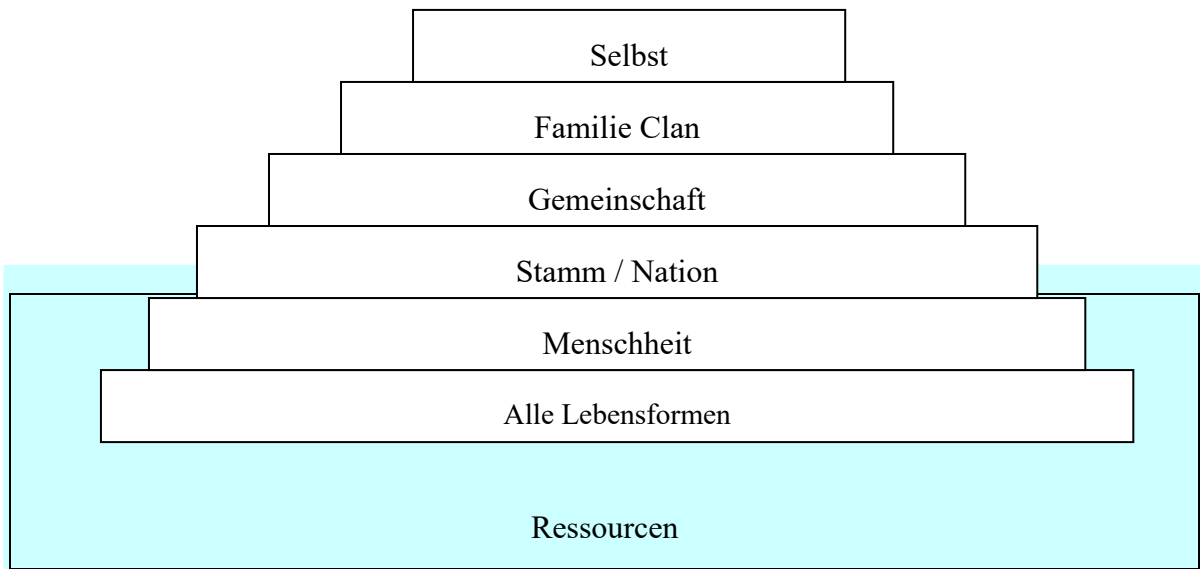 Selbst
Familie Clan
Gemeinschaft
Stamm / Nation
Menschheit
Alle Lebensformen
Ressourcen